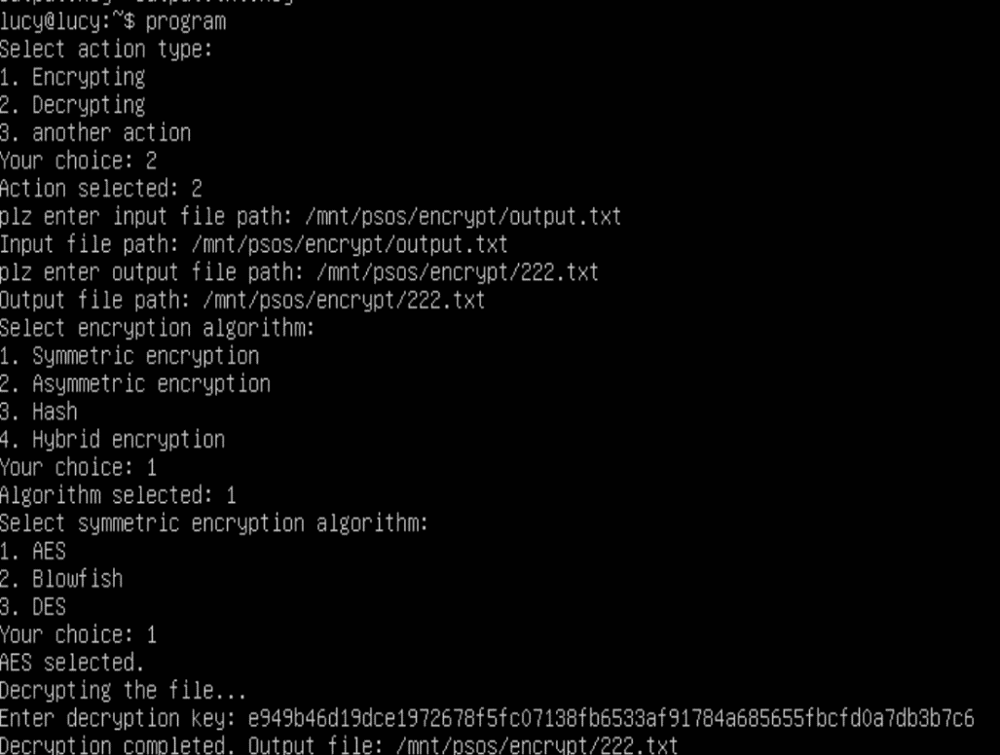 lucy@lucy:~$ program
Select action type:
1. Encrypting
2. Decrypting
3. another action
Your choice: 2
Action selected: 2
plz enter input file path: /mnt/psos/encrypt/output.txt
Input file path: /mnt/psos/encrypt/output.txt
plz enter output file path: /mnt/psos/encrypt/222.txt
Output file path: /mnt/psos/encrypt/222.txt
Select encryption algorithm:
1. Symmetric encryption
2. Asymmetric encryption
3. Hash
4. Hybrid encryption
Your choice: 1
Algorithm selected: 1
Select symmetric encryption algorithm:
1. AES
2. Blowfish
3. DES
Your choice: 1
AES selected.
Decrypting the file...
Enter decryption key: e949b46d19dce1972678f5fc07138fb6533af91784a685655fbcfd0a7db3b7c6
Decryption completed. Output file: /mnt/psos/encrypt/222.txt